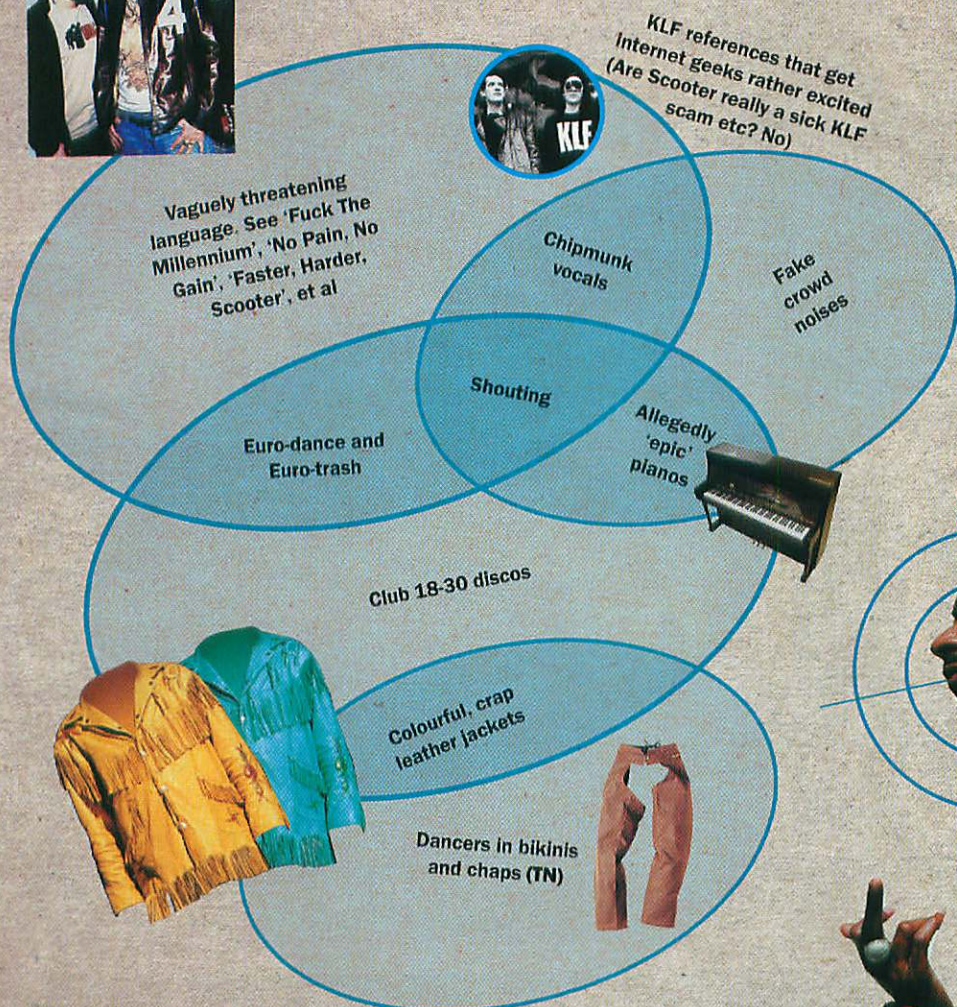 KLF references that get
Internet geeks rather excited
(Are Scooter really a sick KLF
scam etc? No)
KLF
Vaguely threatening
language. See ‘Fuck The
Millennium’, ‘No Pain, No
Gain’, ‘Faster, Harder,
Scooter’, et al
Chipmunk
vocals
Fake
crowd
noises
Shouting
Allegedly
‘epic’
pianos
Euro-dance and
Euro-trash
Club 18-30 discos
Colourful, crap
leather jackets
Dancers in bikinis
and chaps (TN)